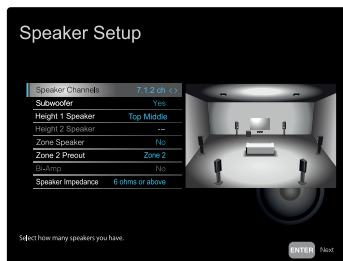 Speaker Setup
Speaker Channels 7.1.2 ch <>
Subwoofer Yes
Height 1 Speaker Top Middle
Height 2 Speaker ---
Zone Speaker No
Zone 2 Preout Zone 2
Bi-Amp No
Speaker Impedance 6 ohms or above
Select how many speakers you have.
ENTER Next